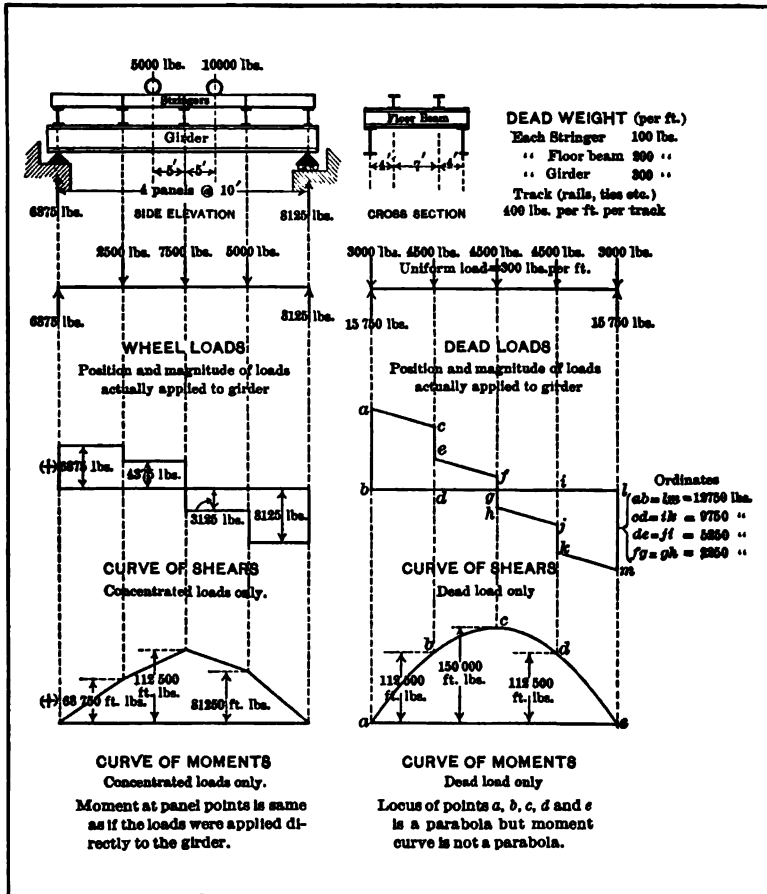 5000 lbs. 10000 lbs.
Stringers
Girder
5′ 5′
4 panels @ 10′
6875 lbs. SIDE ELEVATION 8125 lbs.
Floor Beam
4′ 7′ 4′
CROSS SECTION
DEAD WEIGHT (per ft.)
Each Stringer 100 lbs.
“ Floor beam 200 “
“ Girder 300 “
Track (rails, ties etc.)
400 lbs. per ft. per track
2500 lbs. 7500 lbs. 5000 lbs.
6875 lbs. 8125 lbs.
WHEEL LOADS
Position and magnitude of loads
actually applied to girder
3000 lbs. 4500 lbs. 4500 lbs. 4500 lbs. 3000 lbs.
Uniform load=300 lbs. per ft.
15 750 lbs. 15 750 lbs.
DEAD LOADS
Position and magnitude of loads
actually applied to girder
(+) 6875 lbs. 4375 lbs.
3125 lbs. 8125 lbs.
CURVE OF SHEARS
Concentrated loads only.
a c
e f
b d g i l
h j
k m
Ordinates
ab=lm=12750 lbs.
cd=ik = 9750 “
de=ji = 5250 “
fg=gh = 2250 “
CURVE OF SHEARS
Dead load only
(+) 68 750 ft. lbs. 112 500 ft. lbs. 81250 ft. lbs.
CURVE OF MOMENTS
Concentrated loads only.
Moment at panel points is same
as if the loads were applied di-
rectly to the girder.
c
b d
112 500 ft. lbs. 150 000 ft. lbs. 112 500 ft. lbs.
a e
CURVE OF MOMENTS
Dead load only
Locus of points a, b, c, d and e
is a parabola but moment
curve is not a parabola.